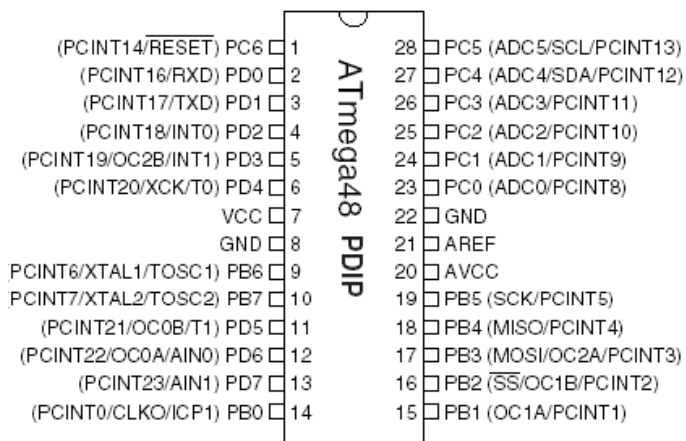 (PCINT14/RESET) PC6 1
(PCINT16/RXD) PD0 2
(PCINT17/TXD) PD1 3
(PCINT18/INT0) PD2 4
(PCINT19/OC2B/INT1) PD3 5
(PCINT20/XCK/T0) PD4 6
VCC 7
GND 8
(PCINT6/XTAL1/TOSC1) PB6 9
(PCINT7/XTAL2/TOSC2) PB7 10
(PCINT21/OC0B/T1) PD5 11
(PCINT22/OC0A/AIN0) PD6 12
(PCINT23/AIN1) PD7 13
(PCINT0/CLKO/ICP1) PB0 14
ATmega48 PDIP
28 PC5 (ADC5/SCL/PCINT13)
27 PC4 (ADC4/SDA/PCINT12)
26 PC3 (ADC3/PCINT11)
25 PC2 (ADC2/PCINT10)
24 PC1 (ADC1/PCINT9)
23 PC0 (ADC0/PCINT8)
22 GND
21 AREF
20 AVCC
19 PB5 (SCK/PCINT5)
18 PB4 (MISO/PCINT4)
17 PB3 (MOSI/OC2A/PCINT3)
16 PB2 (SS/OC1B/PCINT2)
15 PB1 (OC1A/PCINT1)